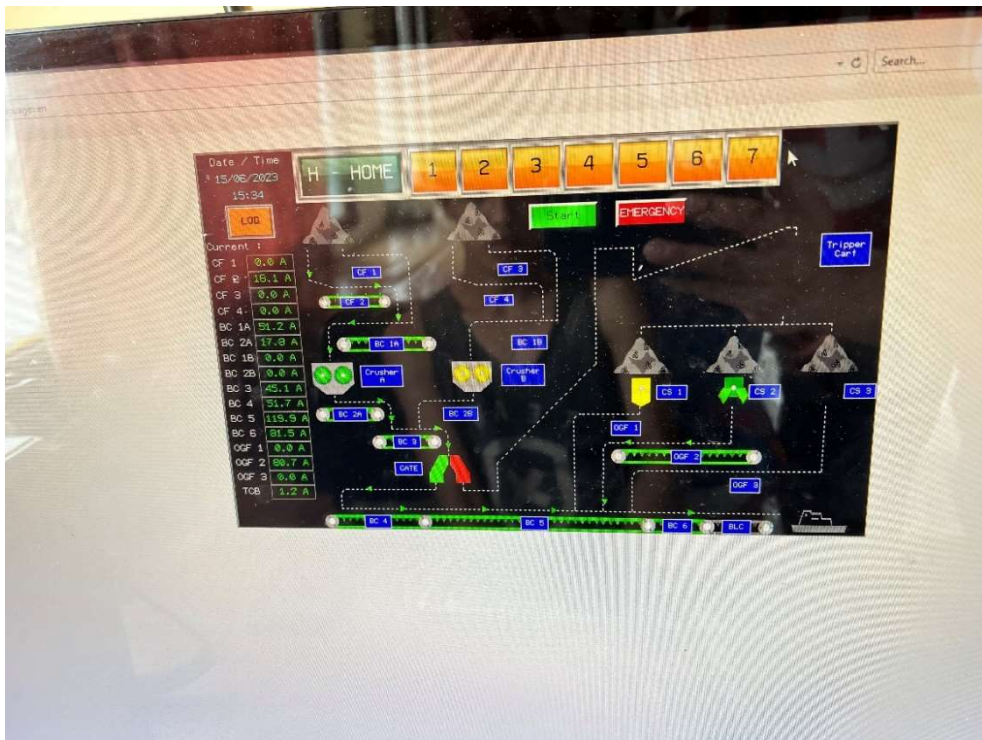 Search...
Date / Time
15/06/2023
15:34
H - HOME
1
2
3
4
5
6
7
LOG
Start
EMERGENCY
Tripper
Cart
Current :
CF 1 0.0 A
CF 2 18.1 A
CF 3 0.0 A
CF 4 0.0 A
BC 1A 51.2 A
BC 2A 17.8 A
BC 1B 0.0 A
BC 2B 0.0 A
BC 3 45.1 A
BC 4 51.7 A
BC 5 119.9 A
BC 6 81.5 A
OGF 1 0.0 A
OGF 2 80.7 A
OGF 3 0.0 A
TCB 1.2 A
CF 1
CF 2
BC 1A
Crusher
A
BC 2A
BC 3
GATE
CF 3
CF 4
BC 1B
Crusher
B
BC 2B
CS 1
CS 2
CS 3
OGF 1
OGF 2
OGF 3
BC 4
BC 5
BC 6
BLC